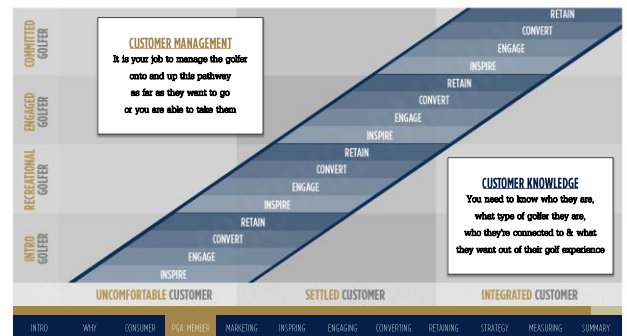 RETAIN
CONVERT
ENGAGE
INSPIRE
COMMITTED
GOLFER
CUSTOMER MANAGEMENT
It is your job to manage the golfer
onto and up this pathway
as far as they want to go
or you are able to take them
RETAIN
CONVERT
ENGAGE
INSPIRE
ENGAGED
GOLFER
RETAIN
CONVERT
ENGAGE
INSPIRE
RECREATIONAL
GOLFER
CUSTOMER KNOWLEDGE
You need to know who they are,
what type of golfer they are,
who they're connected to & what
they want out of their golf experience
RETAIN
CONVERT
ENGAGE
INSPIRE
INTRO
GOLFER
UNCOMFORTABLE CUSTOMER SETTLED CUSTOMER INTEGRATED CUSTOMER
INTRO WHY CONSUMER PGA MEMBER MARKETING INSPRING ENGAGING CONVERTING RETAINING STRATEGY MEASURING SUMMARY